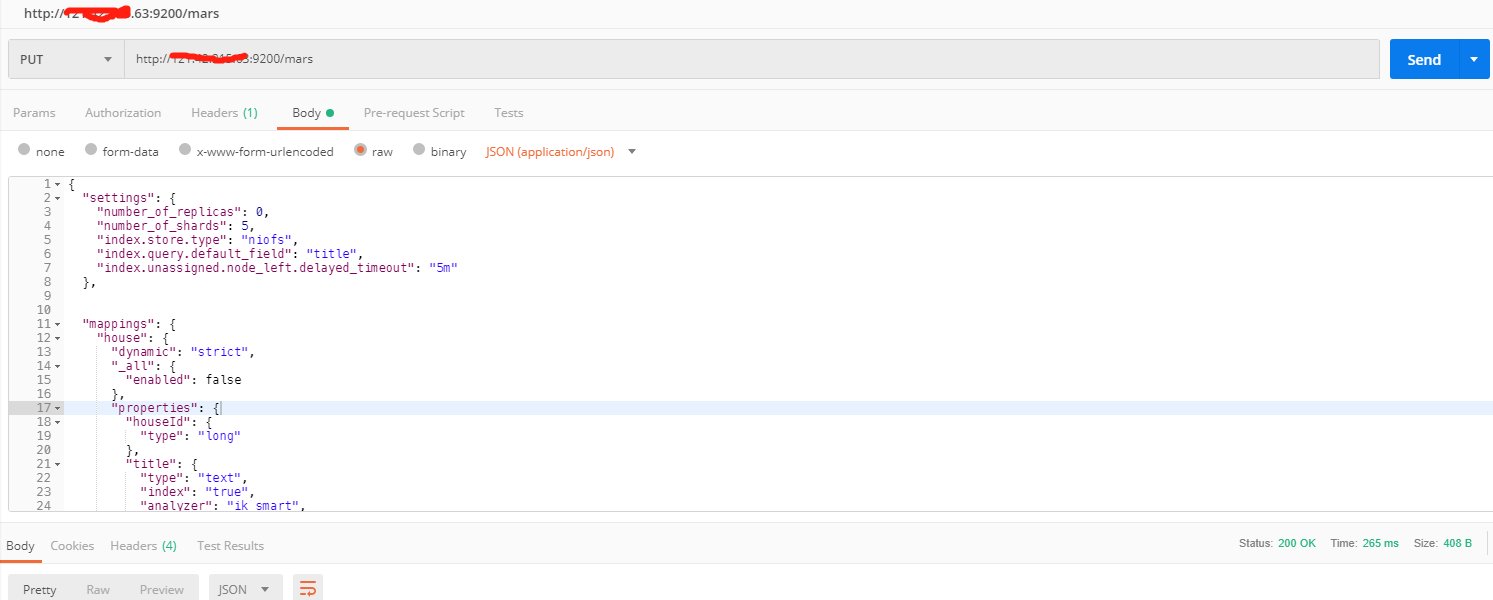 http:// .63:9200/mars
PUT http:// :9200/mars Send
Params Authorization Headers (1) Body Pre-request Script Tests
none form-data x-www-form-urlencoded raw binary JSON (application/json)
1 {
2 "settings": {
3 "number_of_replicas": 0,
4 "number_of_shards": 5,
5 "index.store.type": "niofs",
6 "index.query.default_field": "title",
7 "index.unassigned.node_left.delayed_timeout": "5m"
8 },
9
10
11 "mappings": {
12 "house": {
13 "dynamic": "strict",
14 "_all": {
15 "enabled": false
16 },
17 "properties": {
18 "houseId": {
19 "type": "long"
20 },
21 "title": {
22 "type": "text",
23 "index": "true",
24 "analyzer": "ik_smart",
Body Cookies Headers (4) Test Results Status: 200 OK Time: 265 ms Size: 408 B
Pretty Raw Preview JSON